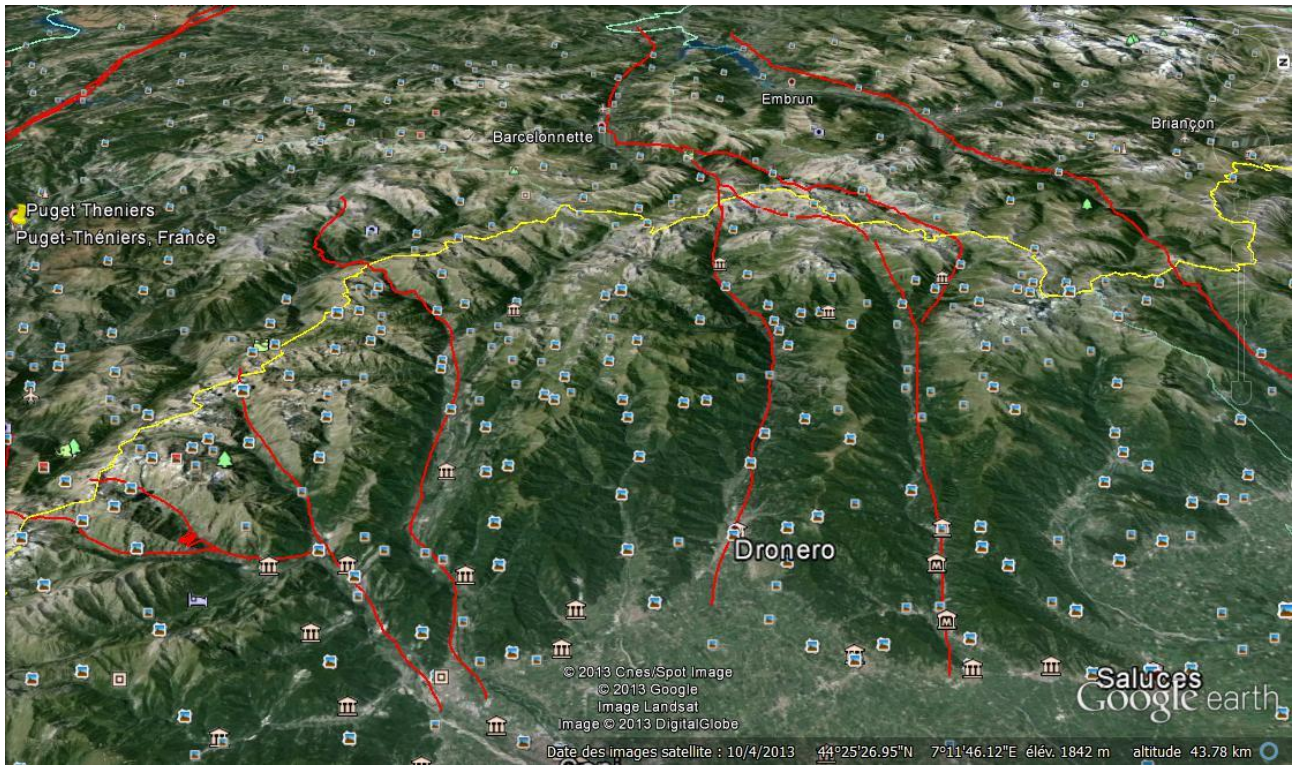 Embrun
Briançon
Barcelonnette
Puget Theniers
Puget-Théniers, France
Dronero
Saluces
© 2013 Cnes/Spot Image
© 2013 Google
Image Landsat
Image © 2013 DigitalGlobe
Google earth
Date des images satellite : 10/4/2013 44°25'26.95"N 7°11'46.12"E élév. 1842 m altitude 43.78 km